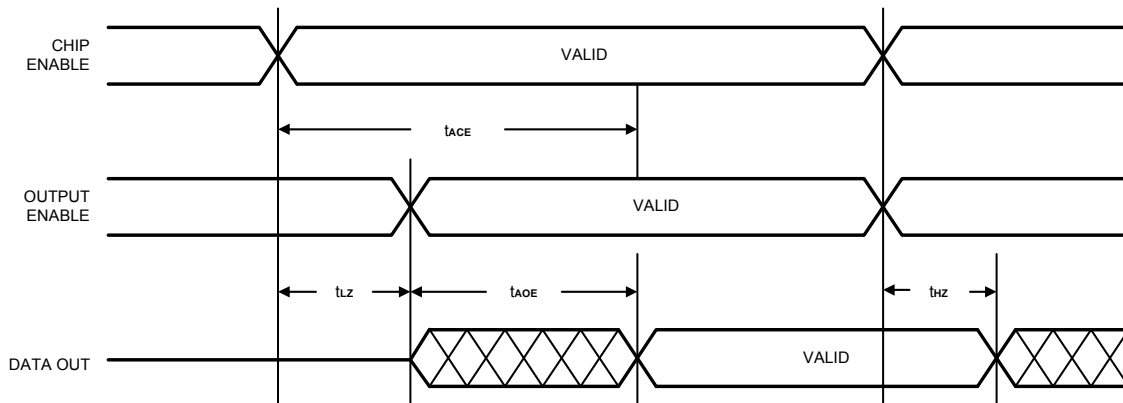 CHIP
ENABLE
VALID
tACE
OUTPUT
ENABLE
VALID
tLZ
tAOE
tHZ
DATA OUT
VALID